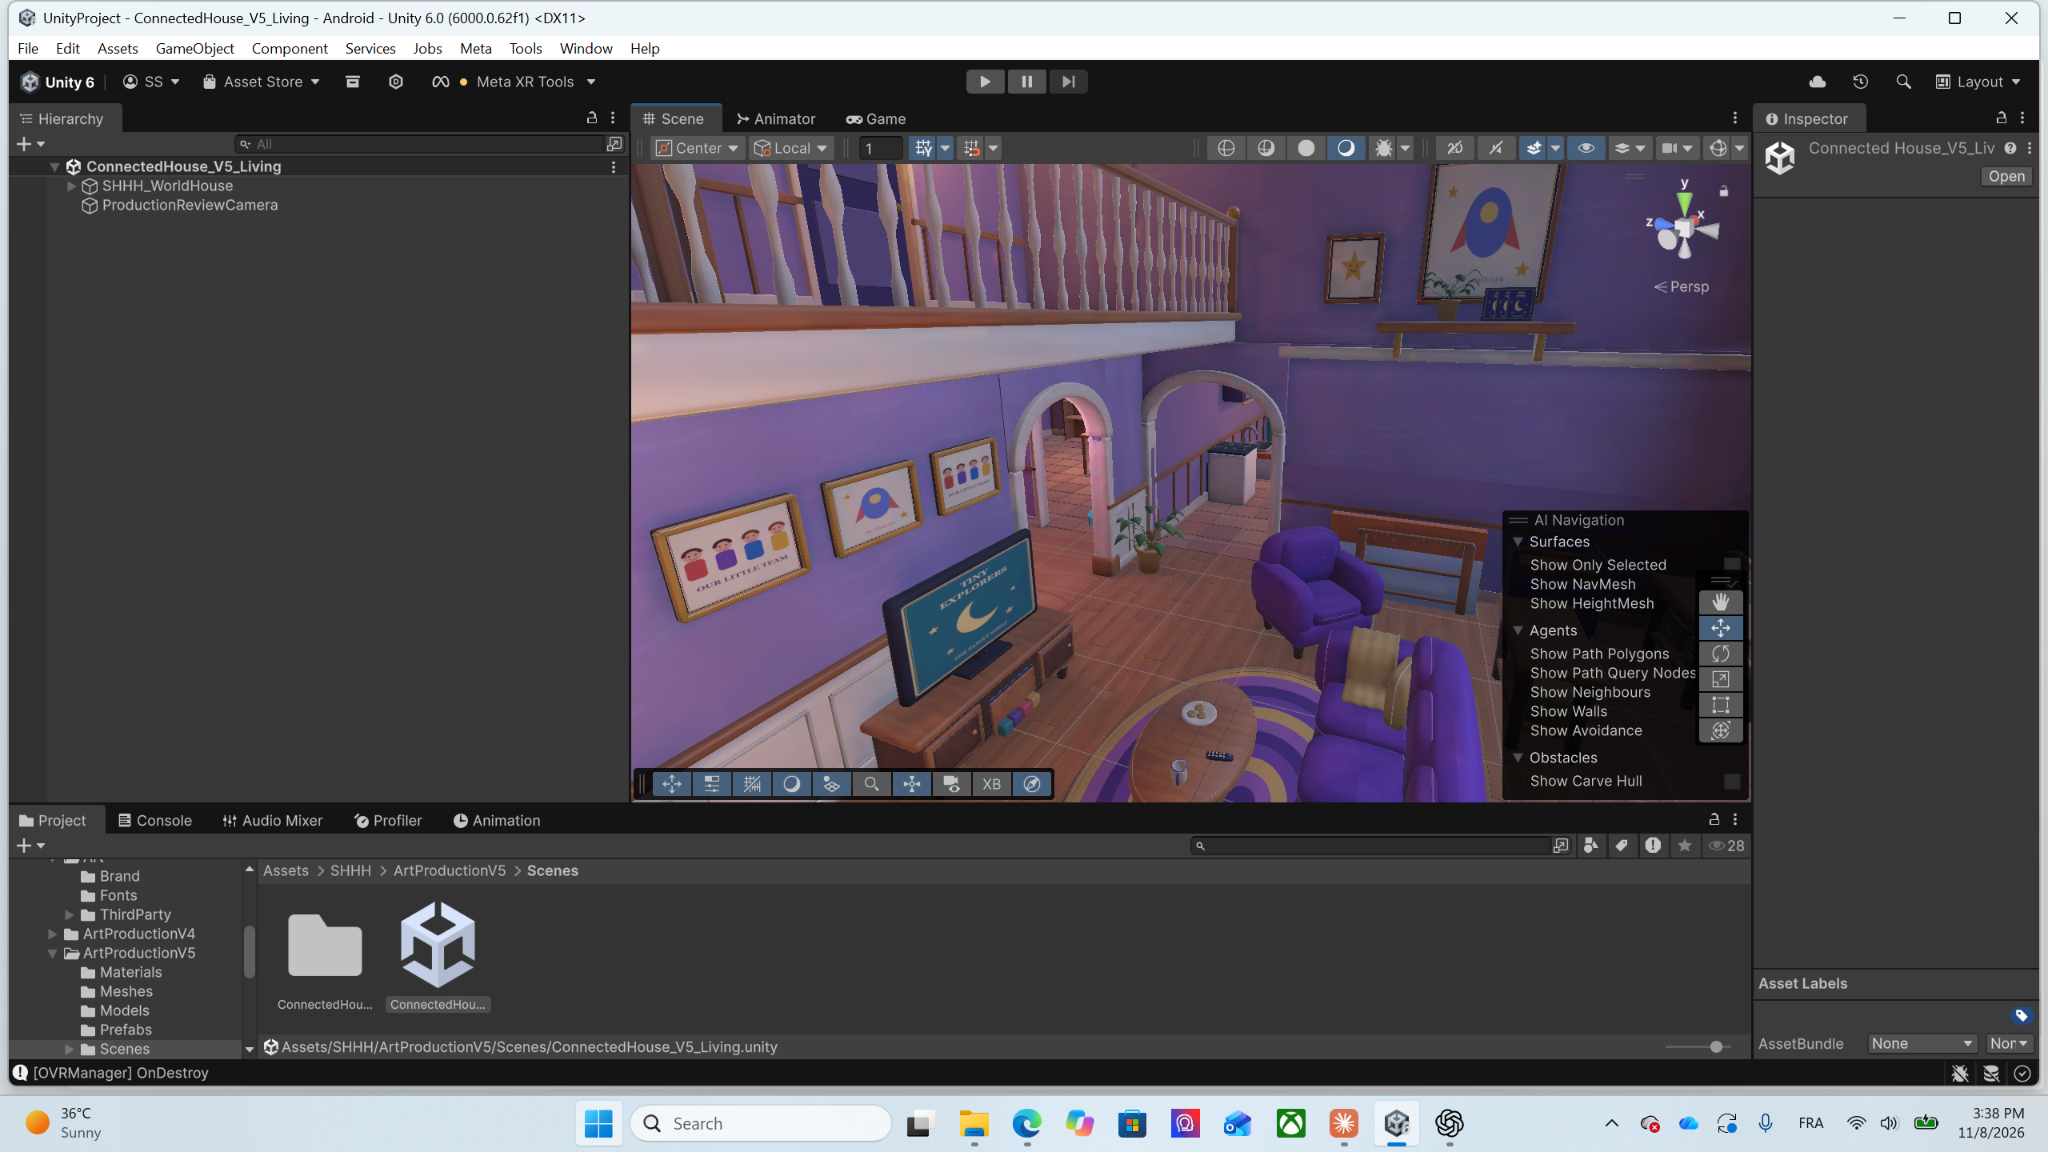 UnityProject - ConnectedHouse_V5_Living - Android - Unity 6.0 (6000.0.62f1) <DX11>
File Edit Assets GameObject Component Services Jobs Meta Tools Window Help
Unity 6 SS Asset Store Meta XR Tools Layout
Hierarchy
All
ConnectedHouse_V5_Living
SHHH_WorldHouse
ProductionReviewCamera
Scene Animator Game
Center Local 1 2D
y
x
z
Persp
OUR LITTLE TEAM
TINY
EXPLORERS
AI Navigation
Surfaces
Show Only Selected
Show NavMesh
Show HeightMesh
Agents
Show Path Polygons
Show Path Query Nodes
Show Neighbours
Show Walls
Show Avoidance
Obstacles
Show Carve Hull
XB
Inspector
Connected House_V5_Liv
Open
Project Console Audio Mixer Profiler Animation
28
Art
Brand
Fonts
ThirdParty
ArtProductionV4
ArtProductionV5
Materials
Meshes
Models
Prefabs
Scenes
Assets > SHHH > ArtProductionV5 > Scenes
ConnectedHou... ConnectedHou...
Assets/SHHH/ArtProductionV5/Scenes/ConnectedHouse_V5_Living.unity
Asset Labels
AssetBundle None Nor
[OVRManager] OnDestroy
36°C
Sunny
Search
FRA
3:38 PM
11/8/2026